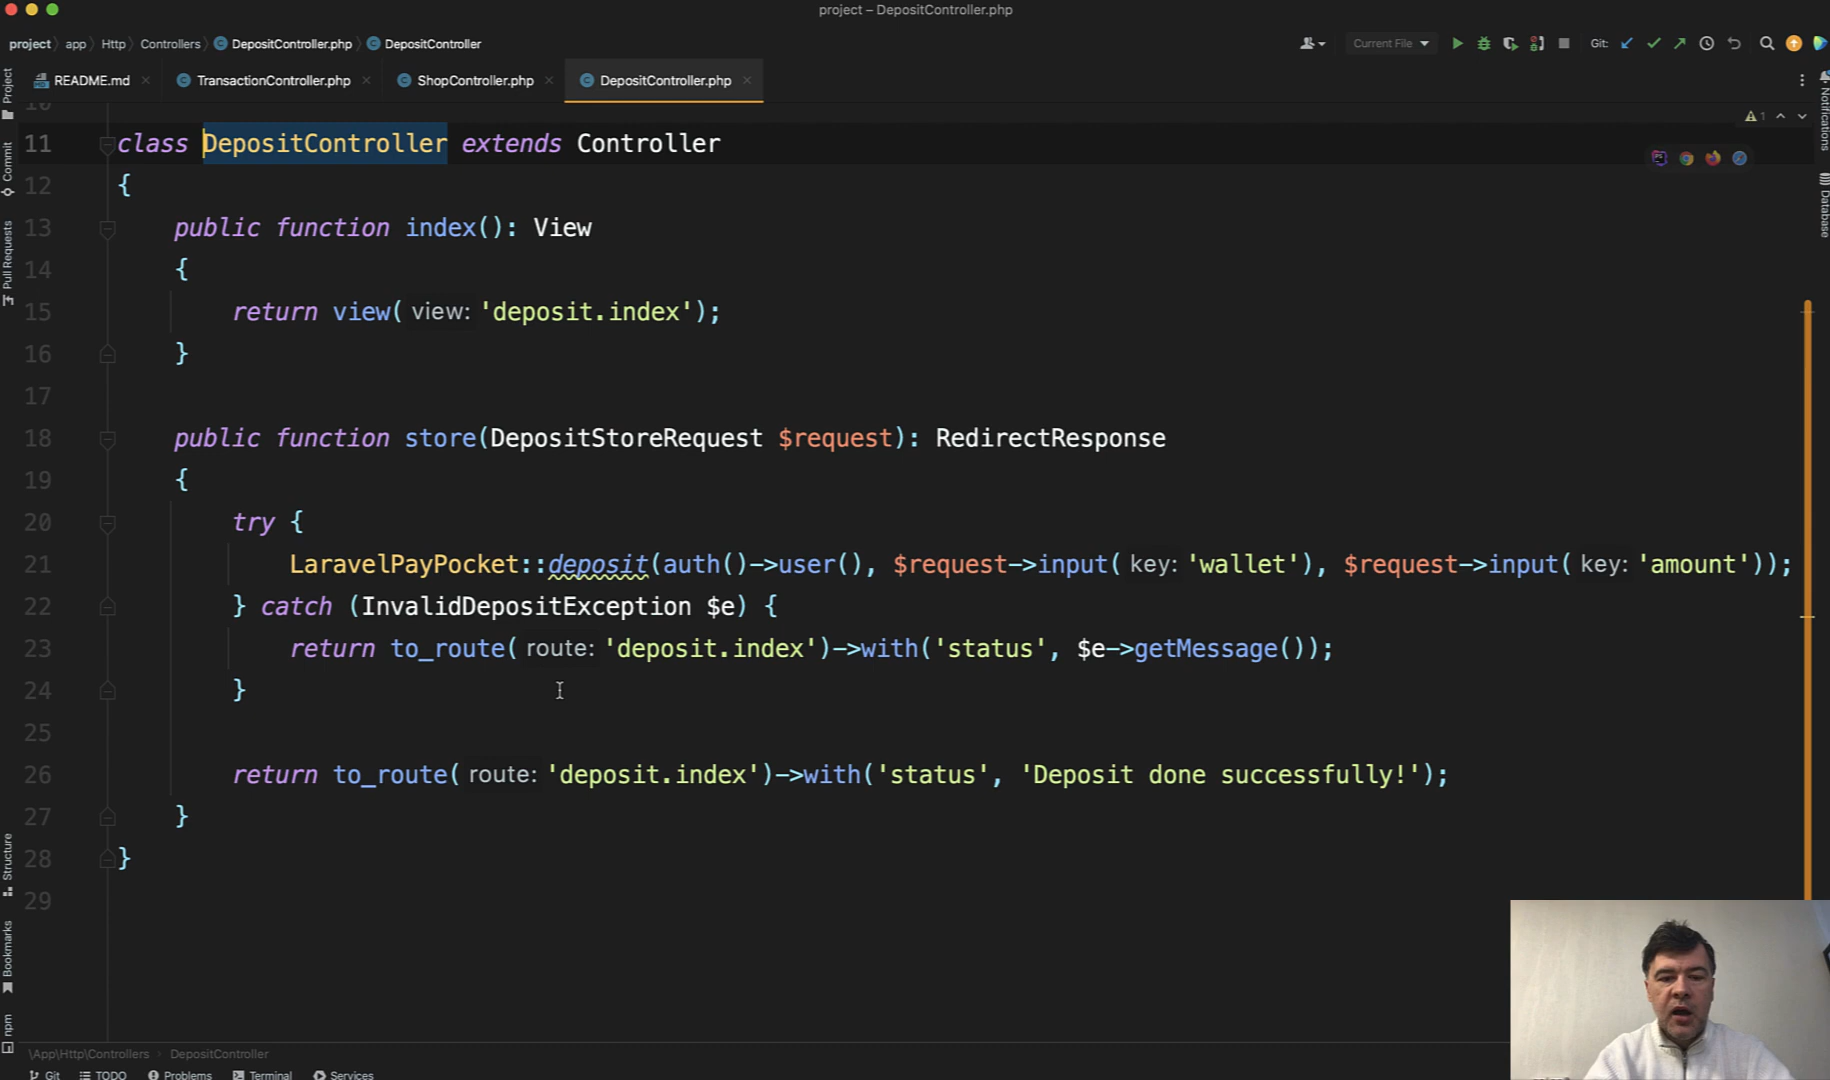 project – DepositController.php
project app Http Controllers DepositController.php DepositController
Current File Git:
README.md TransactionController.php ShopController.php DepositController.php
Project
Commit
Pull Requests
Structure
Bookmarks
npm
Notifications
Database
1
10
11 class DepositController extends Controller
12 {
13 public function index(): View
14 {
15 return view( view: 'deposit.index');
16 }
17
18 public function store(DepositStoreRequest $request): RedirectResponse
19 {
20 try {
21 LaravelPayPocket::deposit(auth()->user(), $request->input( key: 'wallet'), $request->input( key: 'amount'));
22 } catch (InvalidDepositException $e) {
23 return to_route( route: 'deposit.index')->with('status', $e->getMessage());
24 }
25
26 return to_route( route: 'deposit.index')->with('status', 'Deposit done successfully!');
27 }
28 }
29
\App\Http\Controllers DepositController
Git TODO Problems Terminal Services